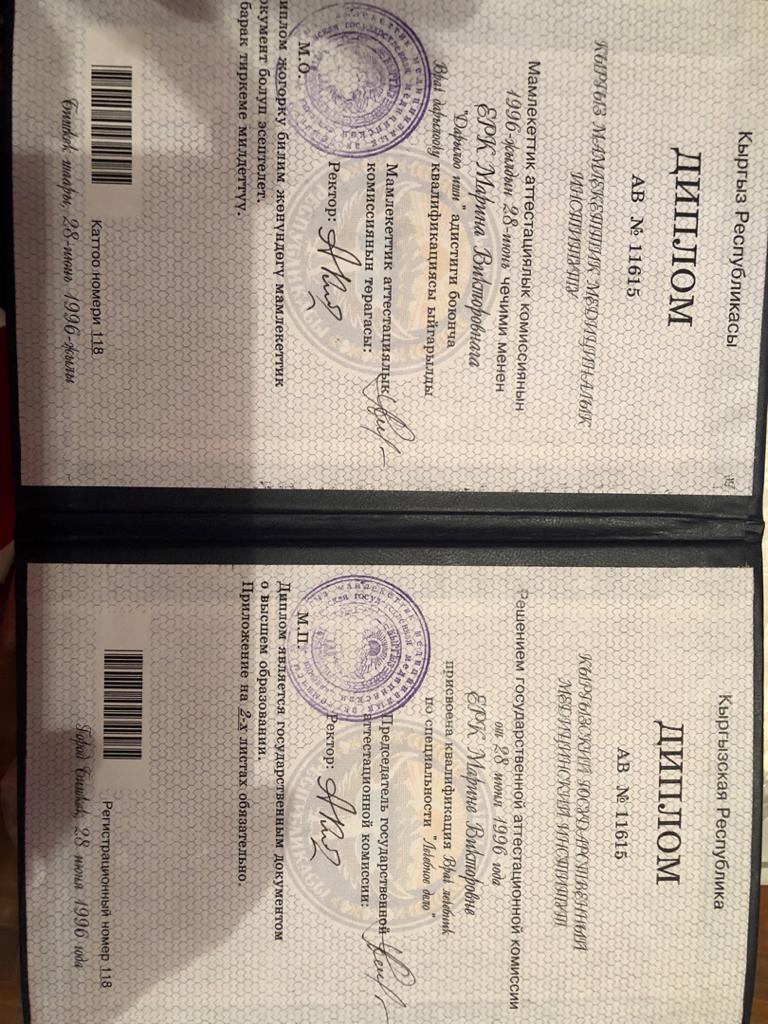 Кыргыз Республикасы
ДИПЛОМ
АВ № 11615
КЫРГЫЗ МАМЛЕКЕТТИК МЕДИЦИНАЛЫК
ИНСТИТУТУ
Мамлекеттик аттестациялык комиссиянын
1996-жылдын 28-июнь чечими менен
ЕРК Марина Викторовнага
"Дарылоо иши" адистиги боюнча
Врач дарылоочу квалификациясы ыйгарылды
Мамлекеттик аттестациялык
комиссиянын төрагасы:
Ректор:
М.О.
иплом жогорку билим жөнүндөгү мамлекеттик
окумент болуп эсептелет.
барак тиркеме милдеттүү.
Каттоо номери 118
Бишкек шаары, 28-июнь 1996-жылы
Кыргызская Республика
ДИПЛОМ
АВ № 11615
КЫРГЫЗСКИЙ ГОСУДАРСТВЕННЫЙ
МЕДИЦИНСКИЙ ИНСТИТУТ
Решением государственной аттестационной комиссии
от 28 июня 1996 года
ЕРК Марине Викторовне
присвоена квалификация Врач лечебник
по специальности "Лечебное дело"
Председатель государственной
аттестационной комиссии:
Ректор:
М.П.
Диплом является государственным документом
о высшем образовании.
Приложение на 2-х листах обязательно.
Регистрационный номер 118
Город Бишкек, 28 июня 1996 года